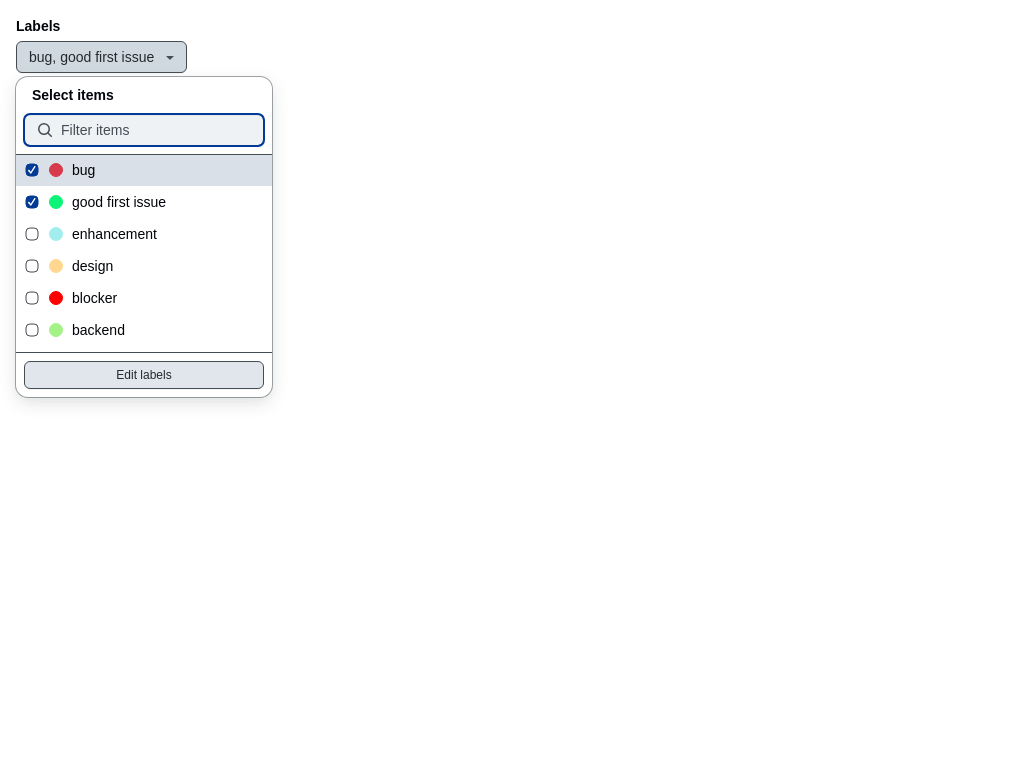 Labels
bug, good first issue
Select items
Filter items
bug
good first issue
enhancement
design
blocker
backend
Edit labels